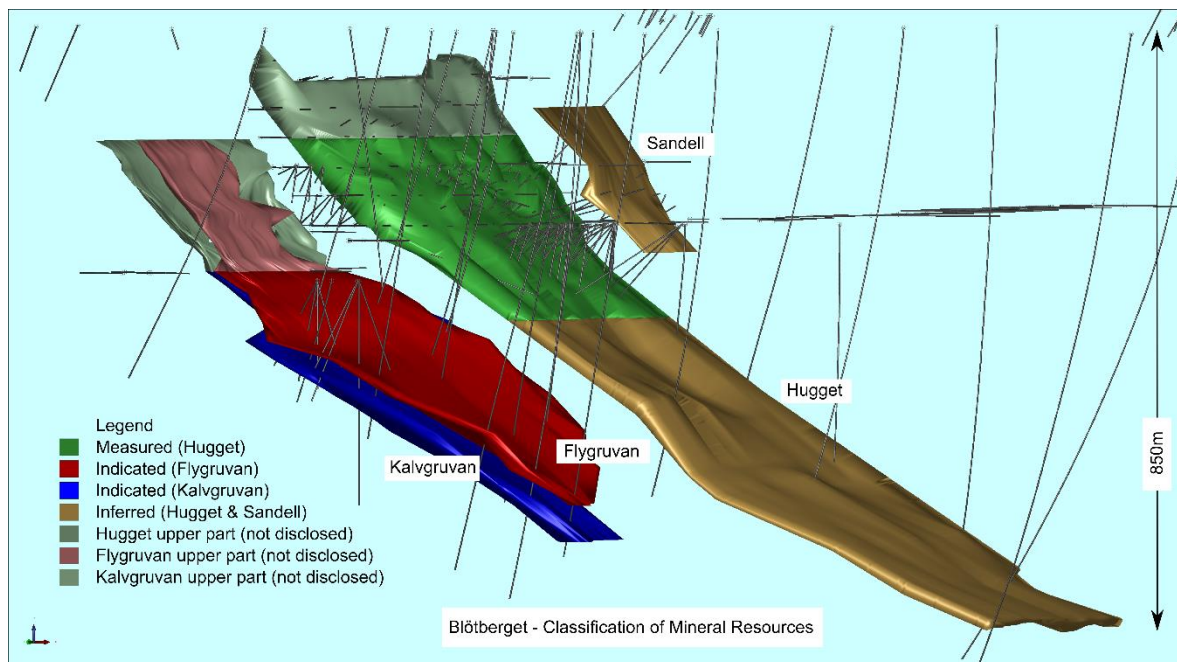 Sandell
Hugget
Flygruvan
Kalvgruvan
850m
Legend
Measured (Hugget)
Indicated (Flygruvan)
Indicated (Kalvgruvan)
Inferred (Hugget & Sandell)
Hugget upper part (not disclosed)
Flygruvan upper part (not disclosed)
Kalvgruvan upper part (not disclosed)
Blötberget - Classification of Mineral Resources